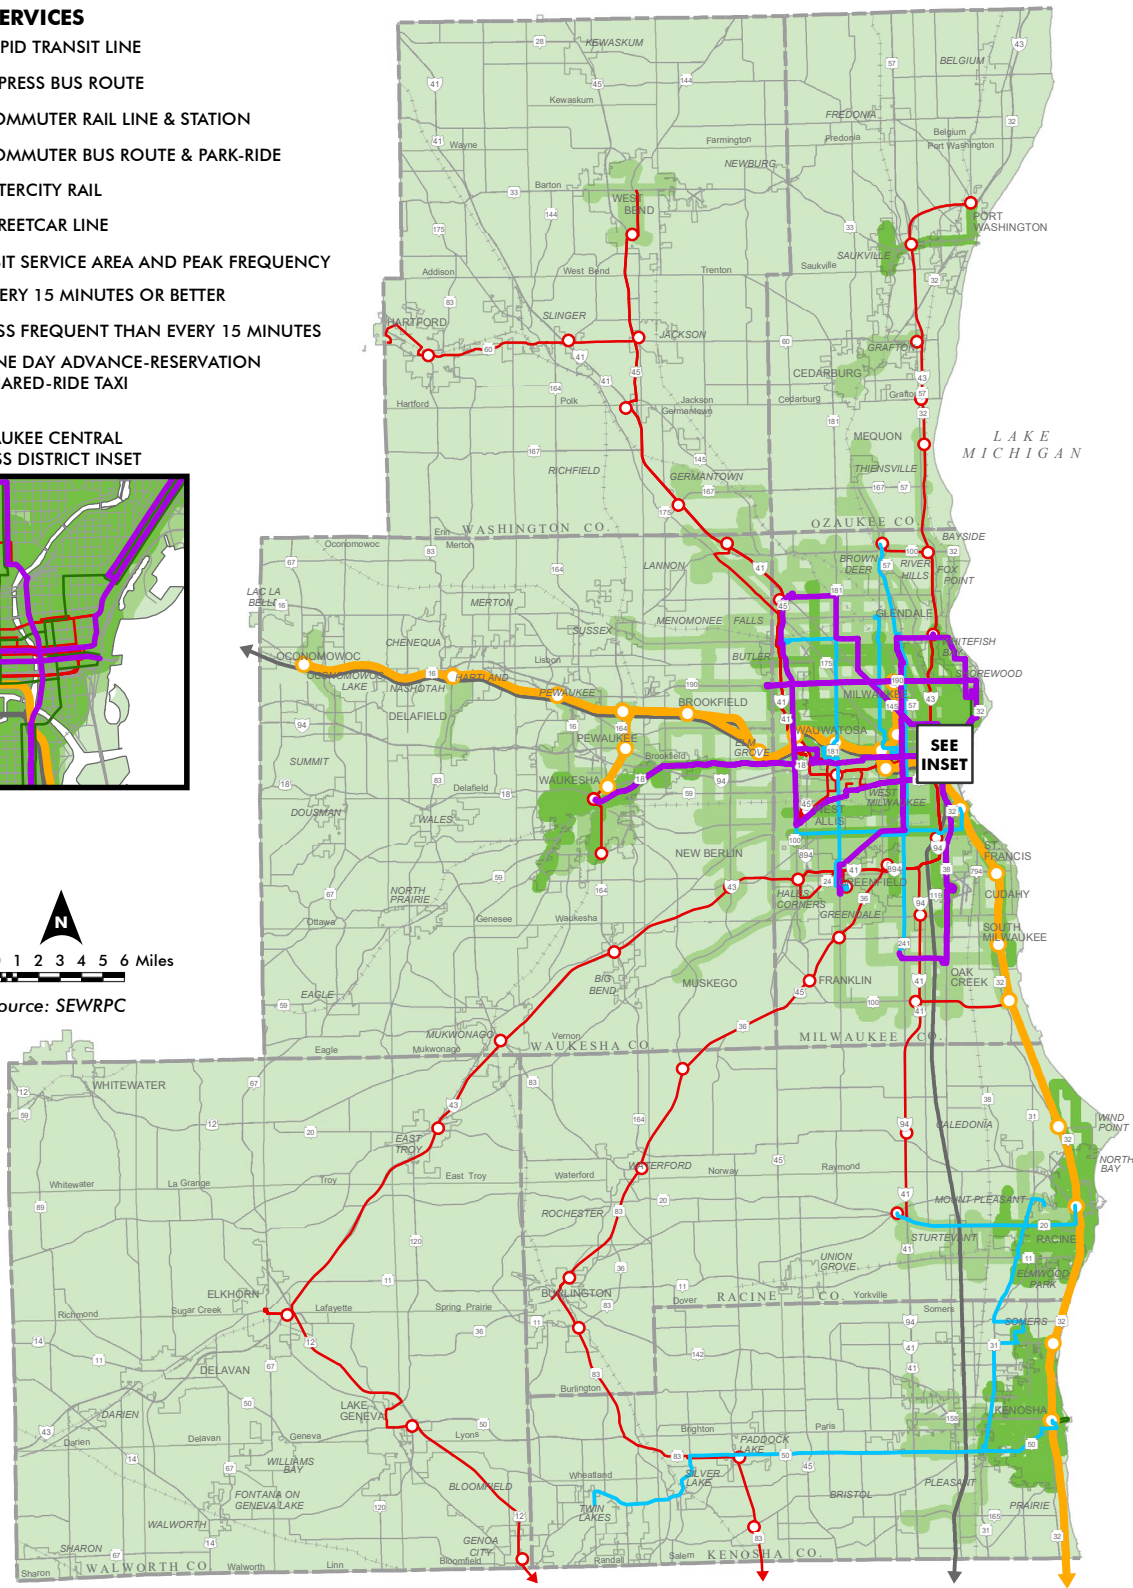 ERVICES
PID TRANSIT LINE
PRESS BUS ROUTE
OMMUTER RAIL LINE & STATION
OMMUTER BUS ROUTE & PARK-RIDE
TERCITY RAIL
REETCAR LINE
SIT SERVICE AREA AND PEAK FREQUENCY
ERY 15 MINUTES OR BETTER
SS FREQUENT THAN EVERY 15 MINUTES
NE DAY ADVANCE-RESERVATION
ARED-RIDE TAXI
AUKEE CENTRAL
SS DISTRICT INSET
N
0 1 2 3 4 5 6 Miles
ource: SEWRPC
KEWASKUM
Kewaskum
BELGIUM
Wayne
Farmington
FREDONIA
Fredonia
Belgium
Port Washington
NEWBURG
Barton
WEST
BEND
PORT
WASHINGTON
SAUKVILLE
Saukville
Addison
West Bend
Trenton
HARTFORD
SLINGER
JACKSON
GRAFTON
CEDARBURG
Hartford
Polk
Jackson
Germantown
Cedarburg
Grafton
LAKE
MICHIGAN
MEQUON
THIENSVILLE
RICHFIELD
GERMANTOWN
Erin
WASHINGTON CO.
OZAUKEE CO.
Oconomowoc
Merton
BAYSIDE
BROWN
DEER
RIVER
HILLS
FOX
POINT
LANNON
LAC LA
BELLE
MERTON
MENOMONEE FALLS
GLENDALE
CHENEQUA
SUSSEX
WHITEFISH
BAY
OCONOMOWOC
Lisbon
BUTLER
SHOREWOOD
OCONOMOWOC
LAKE
NASHOTAH
HARTLAND
PEWAUKEE
MILWAUKEE
DELAFIELD
BROOKFIELD
PEWAUKEE
WAUWATOSA
ELM
GROVE
Brookfield
SEE
INSET
SUMMIT
WAUKESHA
Delafield
WEST
MILWAUKEE
DOUSMAN
WALES
WEST
ALLIS
NEW BERLIN
ST.
FRANCIS
NORTH
PRAIRIE
HALES
CORNERS
GREENFIELD
GREENDALE
CUDAHY
Ottawa
Genesee
Waukesha
SOUTH
MILWAUKEE
BIG
BEND
MUSKEGO
FRANKLIN
OAK
CREEK
EAGLE
MUKWONAGO
Vernon
Eagle
Mukwonago
WAUKESHA CO.
MILWAUKEE CO.
WHITEWATER
CALEDONIA
WIND
POINT
EAST
TROY
NORTH
BAY
Whitewater
La Grange
Troy
East Troy
Waterford
WATERFORD
Norway
Raymond
ROCHESTER
MOUNT PLEASANT
STURTEVANT
RACINE
UNION
GROVE
ELMWOOD
PARK
ELKHORN
BURLINGTON
Richmond
Sugar Creek
Lafayette
Spring Prairie
Dover
RACINE CO.
Yorkville
Somers
SOMERS
DELAVAN
Burlington
DARIEN
LAKE
GENEVA
KENOSHA
Darien
Delavan
Geneva
Lyons
Brighton
Paris
PADDOCK
LAKE
WILLIAMS
BAY
Wheatland
SILVER
LAKE
BLOOMFIELD
FONTANA ON
GENEVA LAKE
TWIN
LAKES
BRISTOL
PLEASANT
PRAIRIE
WALWORTH
SHARON
GENOA
CITY
Sharon
WALWORTH CO.
Walworth
Linn
Bloomfield
Randall
Salem
KENOSHA CO.